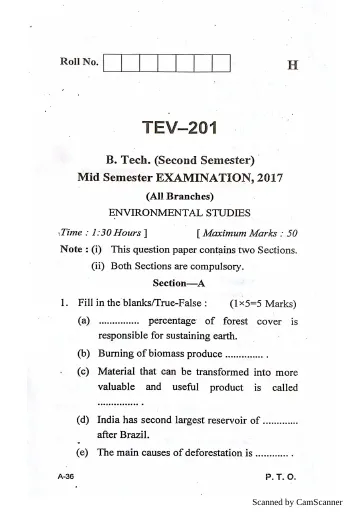 Roll No. H
TEV–201
B. Tech. (Second Semester)
Mid Semester EXAMINATION, 2017
(All Branches)
ENVIRONMENTAL STUDIES
Time : 1:30 Hours ] [ Maximum Marks : 50
Note : (i) This question paper contains two Sections.
(ii) Both Sections are compulsory.
Section—A
1. Fill in the blanks/True-False : (1×5=5 Marks)
(a) ............... percentage of forest cover is
responsible for sustaining earth.
(b) Burning of biomass produce .............. .
(c) Material that can be transformed into more
valuable and useful product is called
............... .
(d) India has second largest reservoir of .............
after Brazil.
(e) The main causes of deforestation is ............ .
A-36 P. T. O.
Scanned by CamScanner